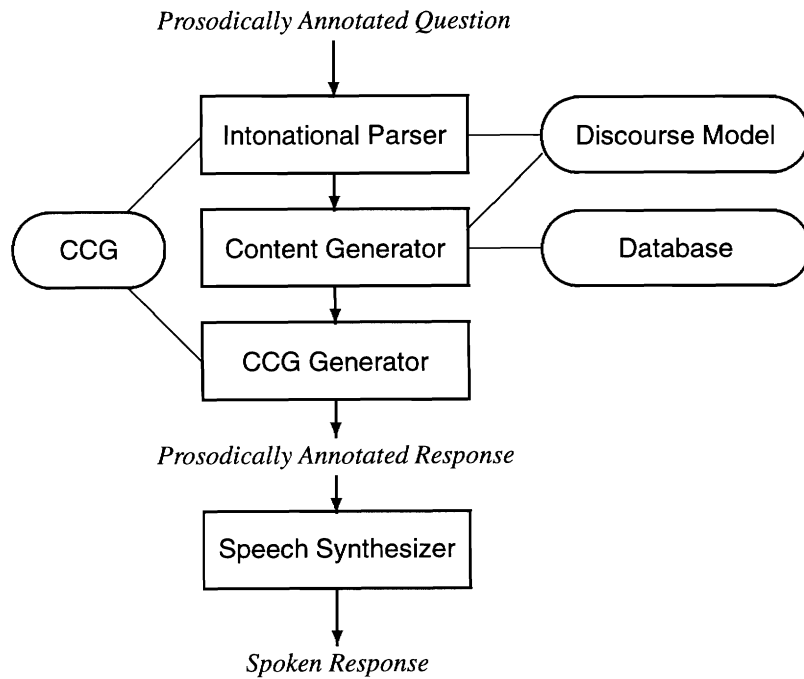 Prosodically Annotated Question
Intonational Parser
Discourse Model
CCG
Content Generator
Database
CCG Generator
Prosodically Annotated Response
Speech Synthesizer
Spoken Response